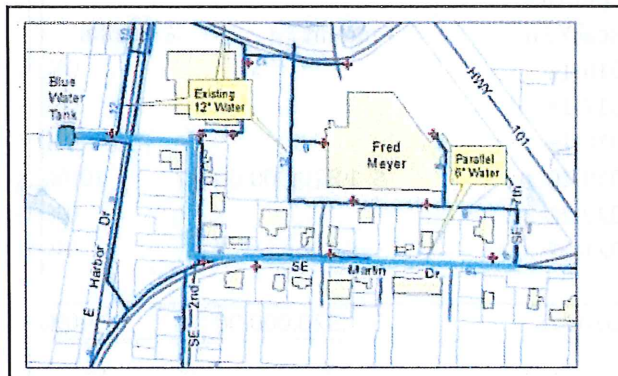 Blue
Water
Tank
Existing
12" Water
HWY 101
Fred
Meyer
Parallel
6" Water
SE 7th
E Harbor Dr
SE 2nd
SE Marlin Dr
12